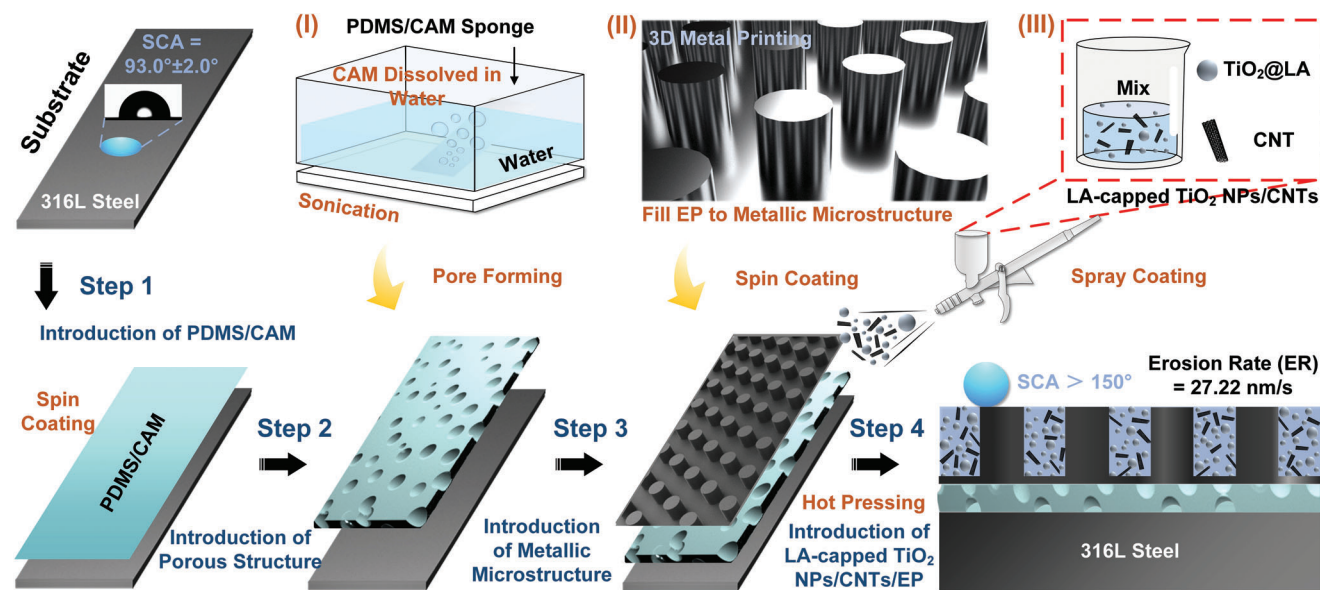 SCA =
93.0°±2.0°
Substrate
316L Steel
(I)
PDMS/CAM Sponge
CAM Dissolved in
Water
Water
Sonication
(II)
3D Metal Printing
Fill EP to Metallic Microstructure
(III)
Mix
TiO₂@LA
CNT
LA-capped TiO₂ NPs/CNTs
Step 1
Introduction of PDMS/CAM
Pore Forming
Spin Coating
Spray Coating
Spin
Coating
PDMS/CAM
Step 2
Introduction of
Porous Structure
Step 3
Introduction
of Metallic
Microstructure
Step 4
Hot Pressing
Introduction of
LA-capped TiO₂
NPs/CNTs/EP
SCA > 150°
Erosion Rate (ER)
= 27.22 nm/s
316L Steel